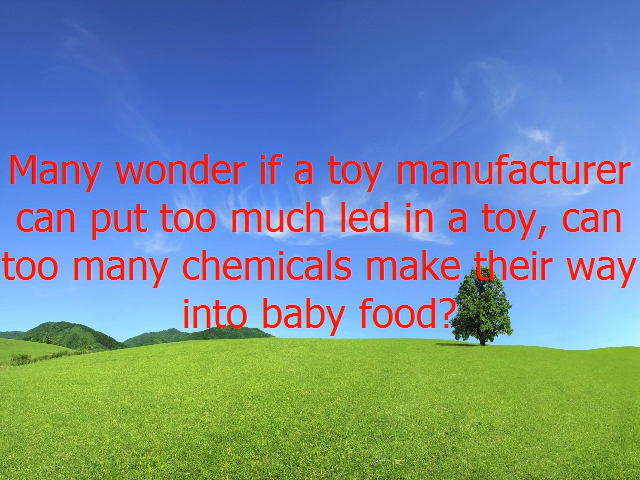 Many wonder if a toy manufacturer
can put too much led in a toy, can
too many chemicals make their way
into baby food?